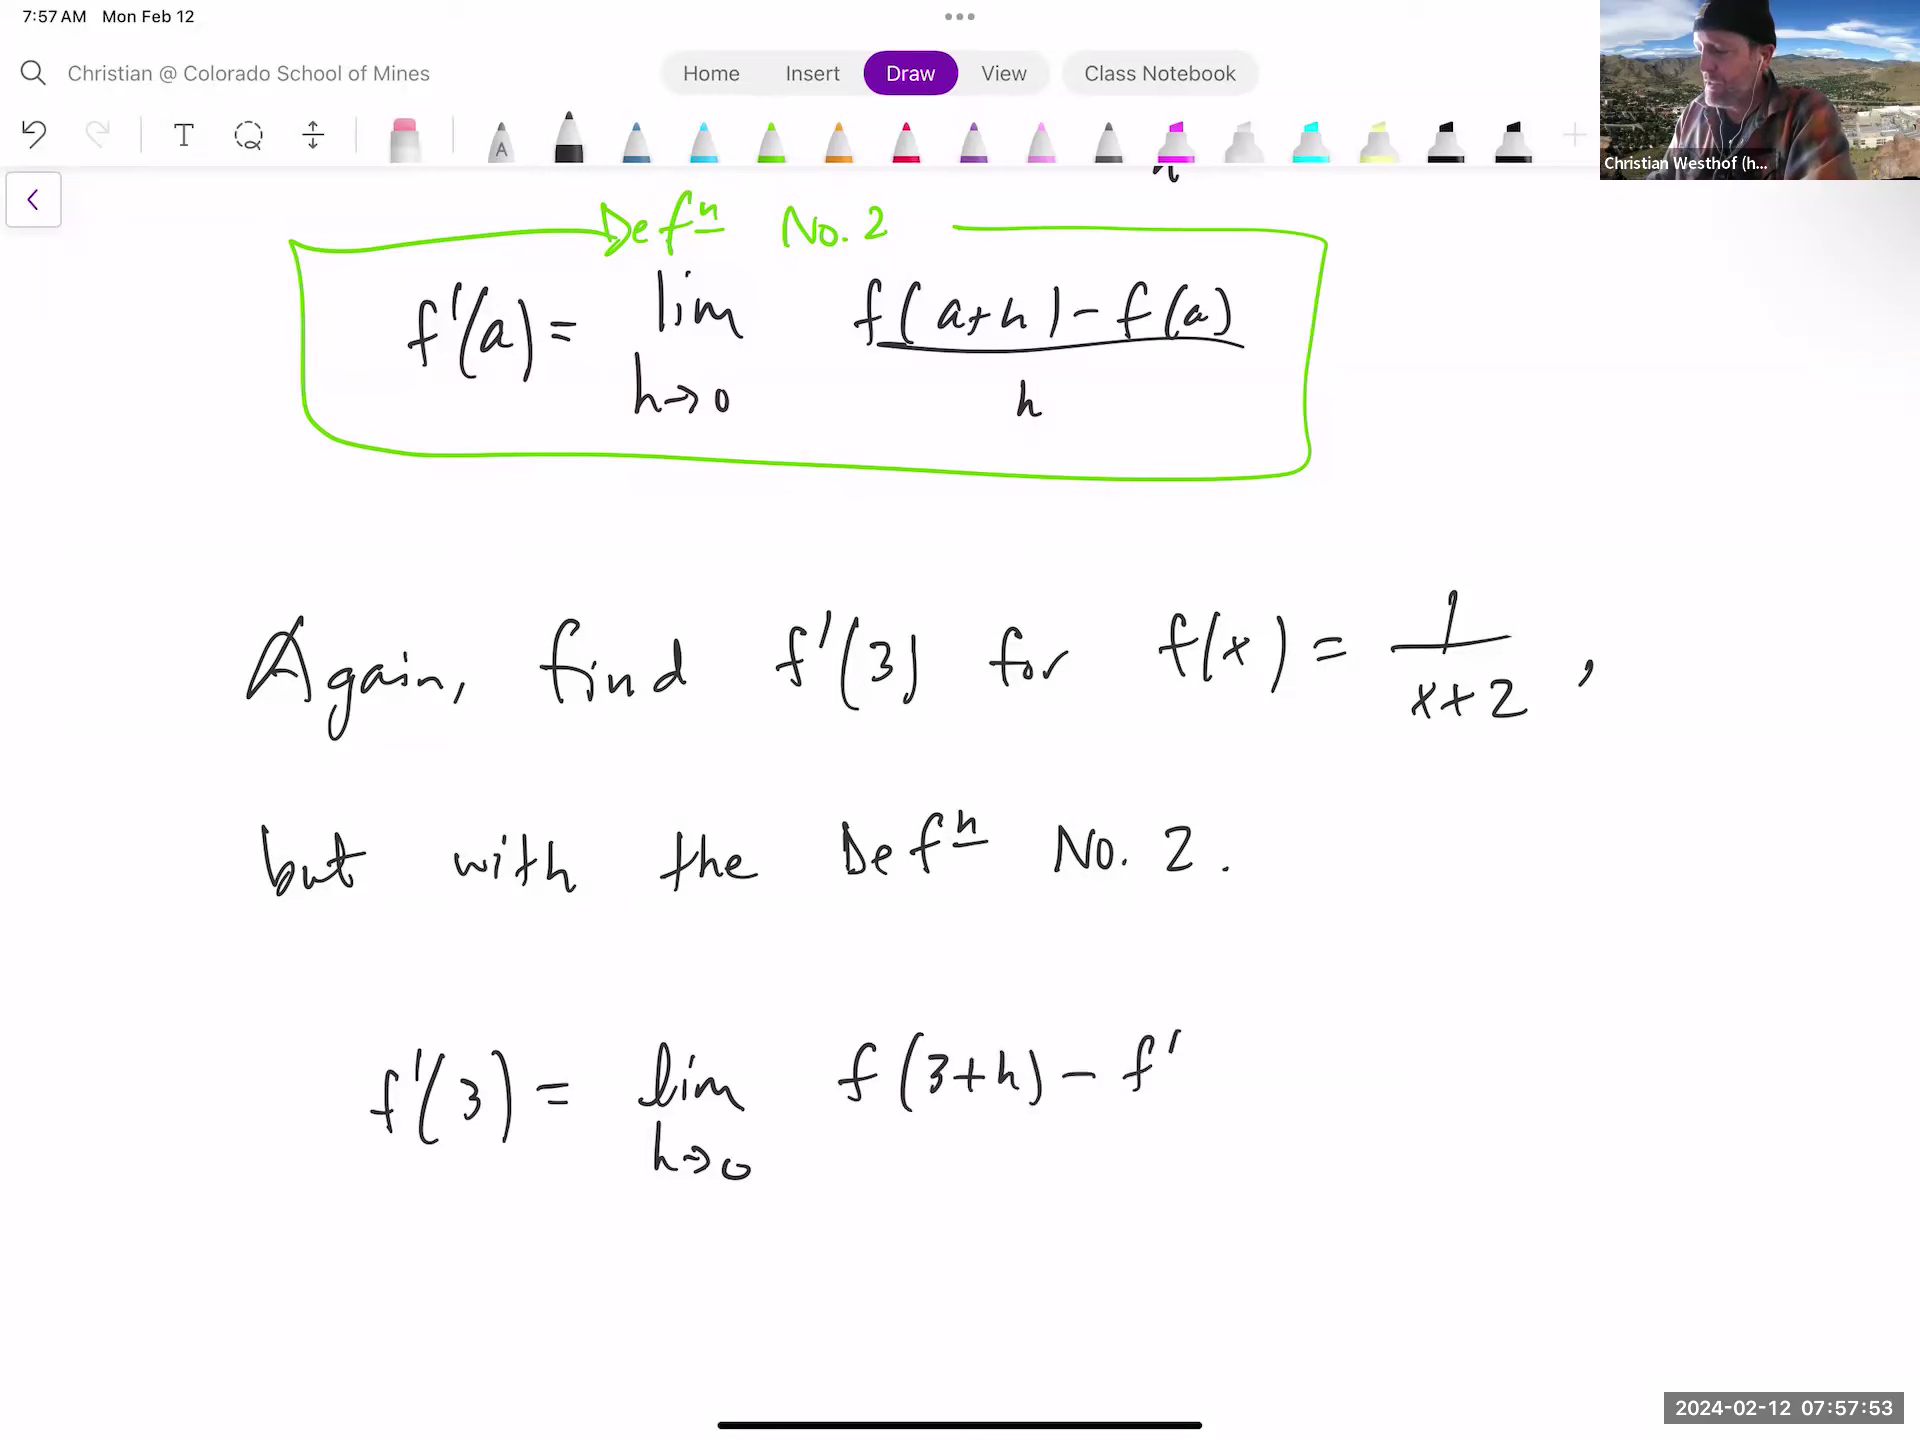 7:57 AM Mon Feb 12
Christian @ Colorado School of Mines
Home Insert Draw View Class Notebook
T
A
Christian Westhof (h...
Defⁿ No. 2
f'(a) = lim f(a+h) - f(a)
h→0 h
Again, find f'(3) for f(x) = 1/(x+2) ,
but with the Defⁿ No. 2.
f'(3) = lim f(3+h) - f'
h→0
2024-02-12 07:57:53